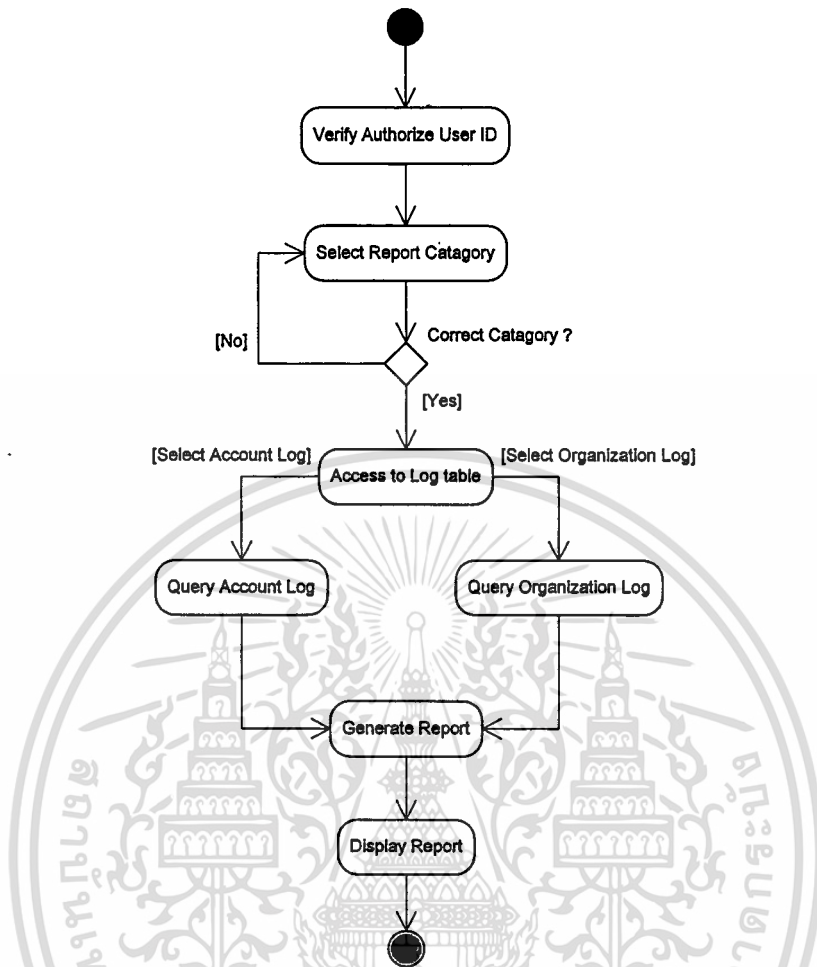 Verify Authorize User ID
Select Report Catagory
Correct Catagory ?
[No]
[Yes]
[Select Account Log]
[Select Organization Log]
Access to Log table
Query Account Log
Query Organization Log
Generate Report
Display Report